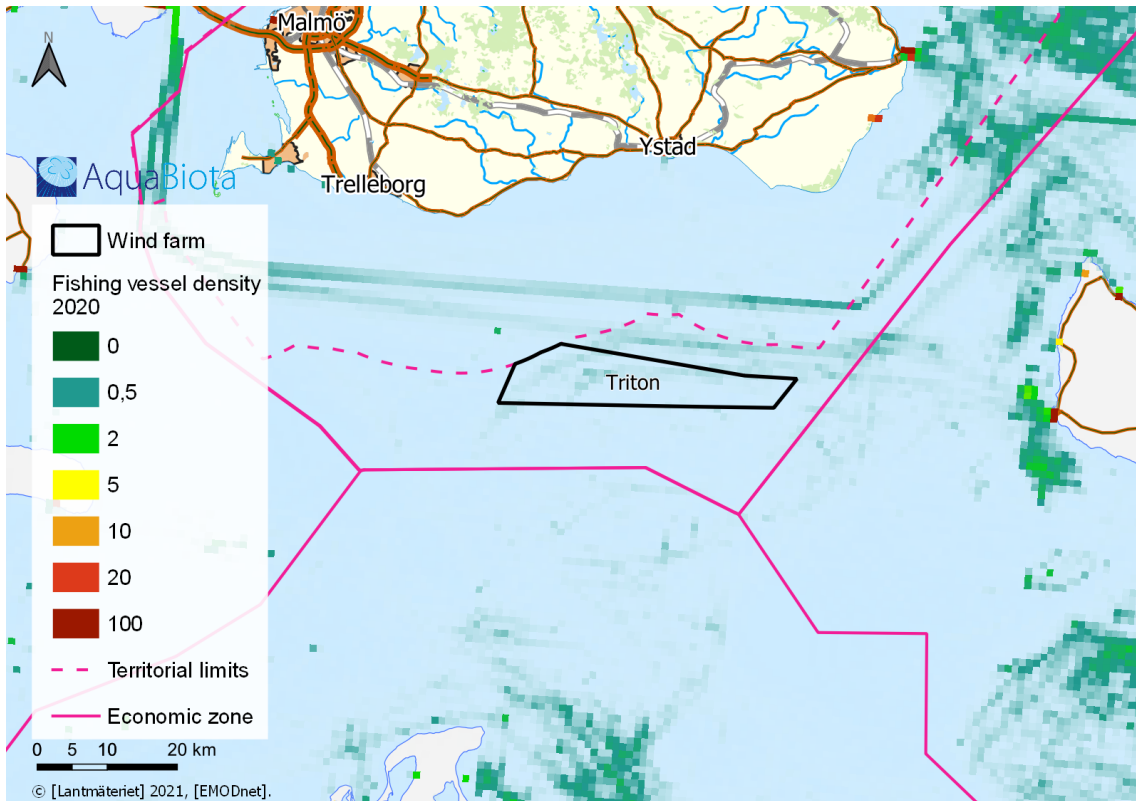 Malmö
N
Ystad
AquaBiota
Trelleborg
Wind farm
Fishing vessel density
2020
0
0,5
2
5
10
20
100
Triton
Territorial limits
Economic zone
0 5 10 20 km
© [Lantmäteriet] 2021, [EMODnet].